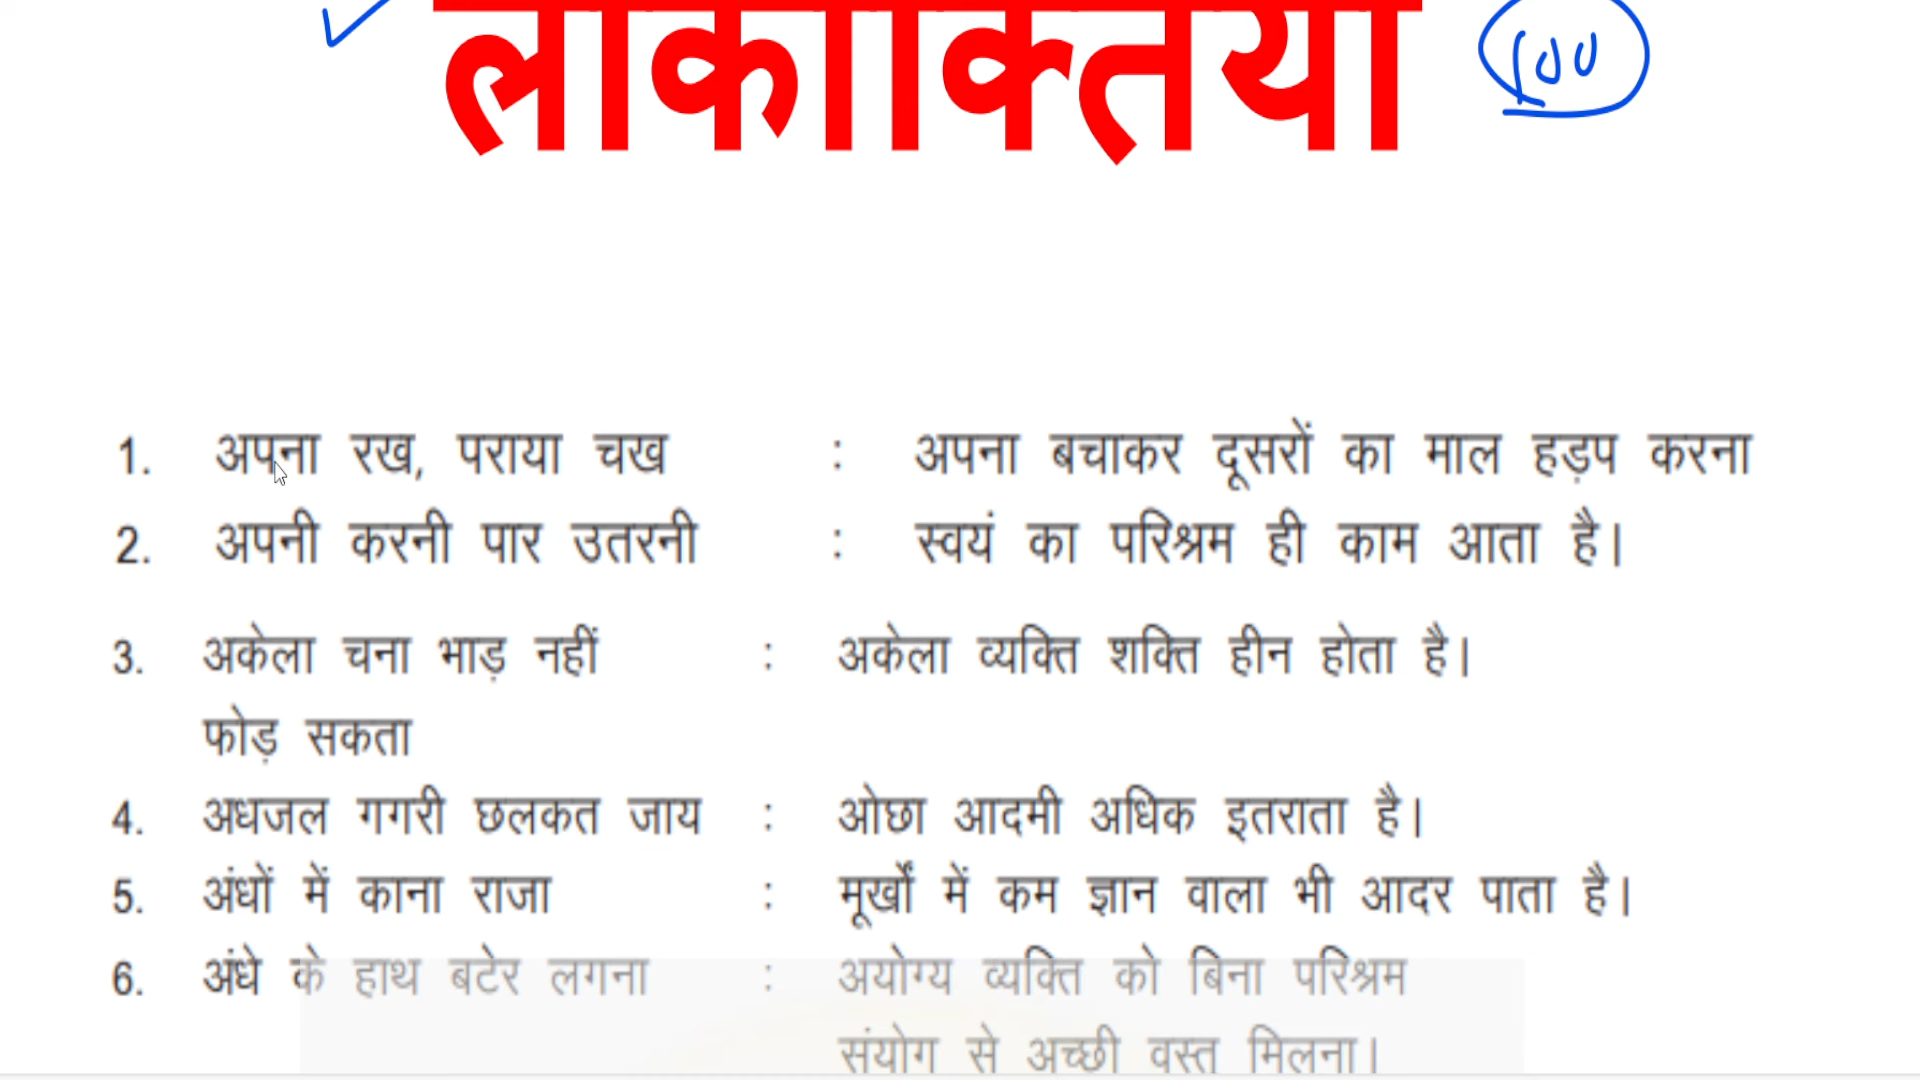 लोकोक्तियाँ 100
1. अपना रख, पराया चख : अपना बचाकर दूसरों का माल हड़प करना
2. अपनी करनी पार उतरनी : स्वयं का परिश्रम ही काम आता है।
3. अकेला चना भाड़ नहीं : अकेला व्यक्ति शक्ति हीन होता है।
फोड़ सकता
4. अधजल गगरी छलकत जाय : ओछा आदमी अधिक इतराता है।
5. अंधों में काना राजा : मूर्खों में कम ज्ञान वाला भी आदर पाता है।
6. अंधे के हाथ बटेर लगना : अयोग्य व्यक्ति को बिना परिश्रम
संयोग से अच्छी वस्तु मिलना।